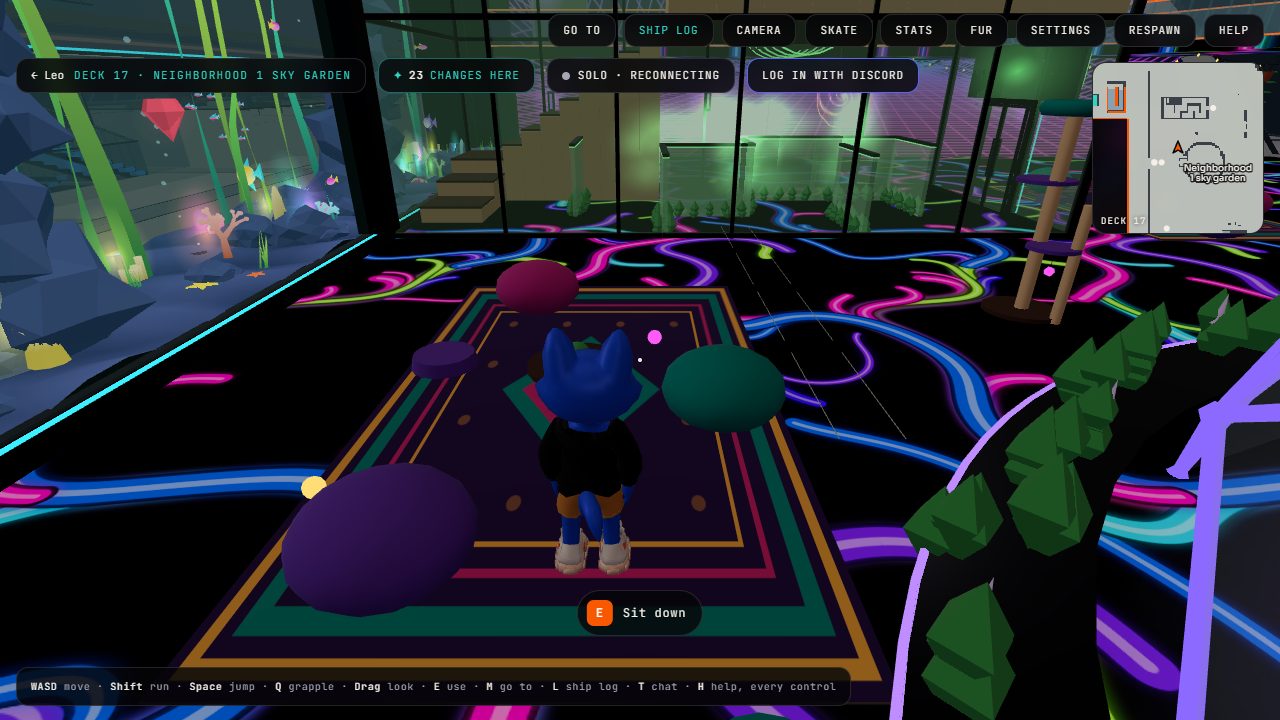 GO TO
SHIP LOG
CAMERA
SKATE
STATS
FUR
SETTINGS
RESPAWN
HELP
← Leo DECK 17 · NEIGHBORHOOD 1 SKY GARDEN
✦ 23 CHANGES HERE
● SOLO · RECONNECTING
LOG IN WITH DISCORD
Neighborhood
1 sky garden
DECK 17
E Sit down
WASD move · Shift run · Space jump · Q grapple · Drag look · E use · M go to · L ship log · T chat · H help, every control